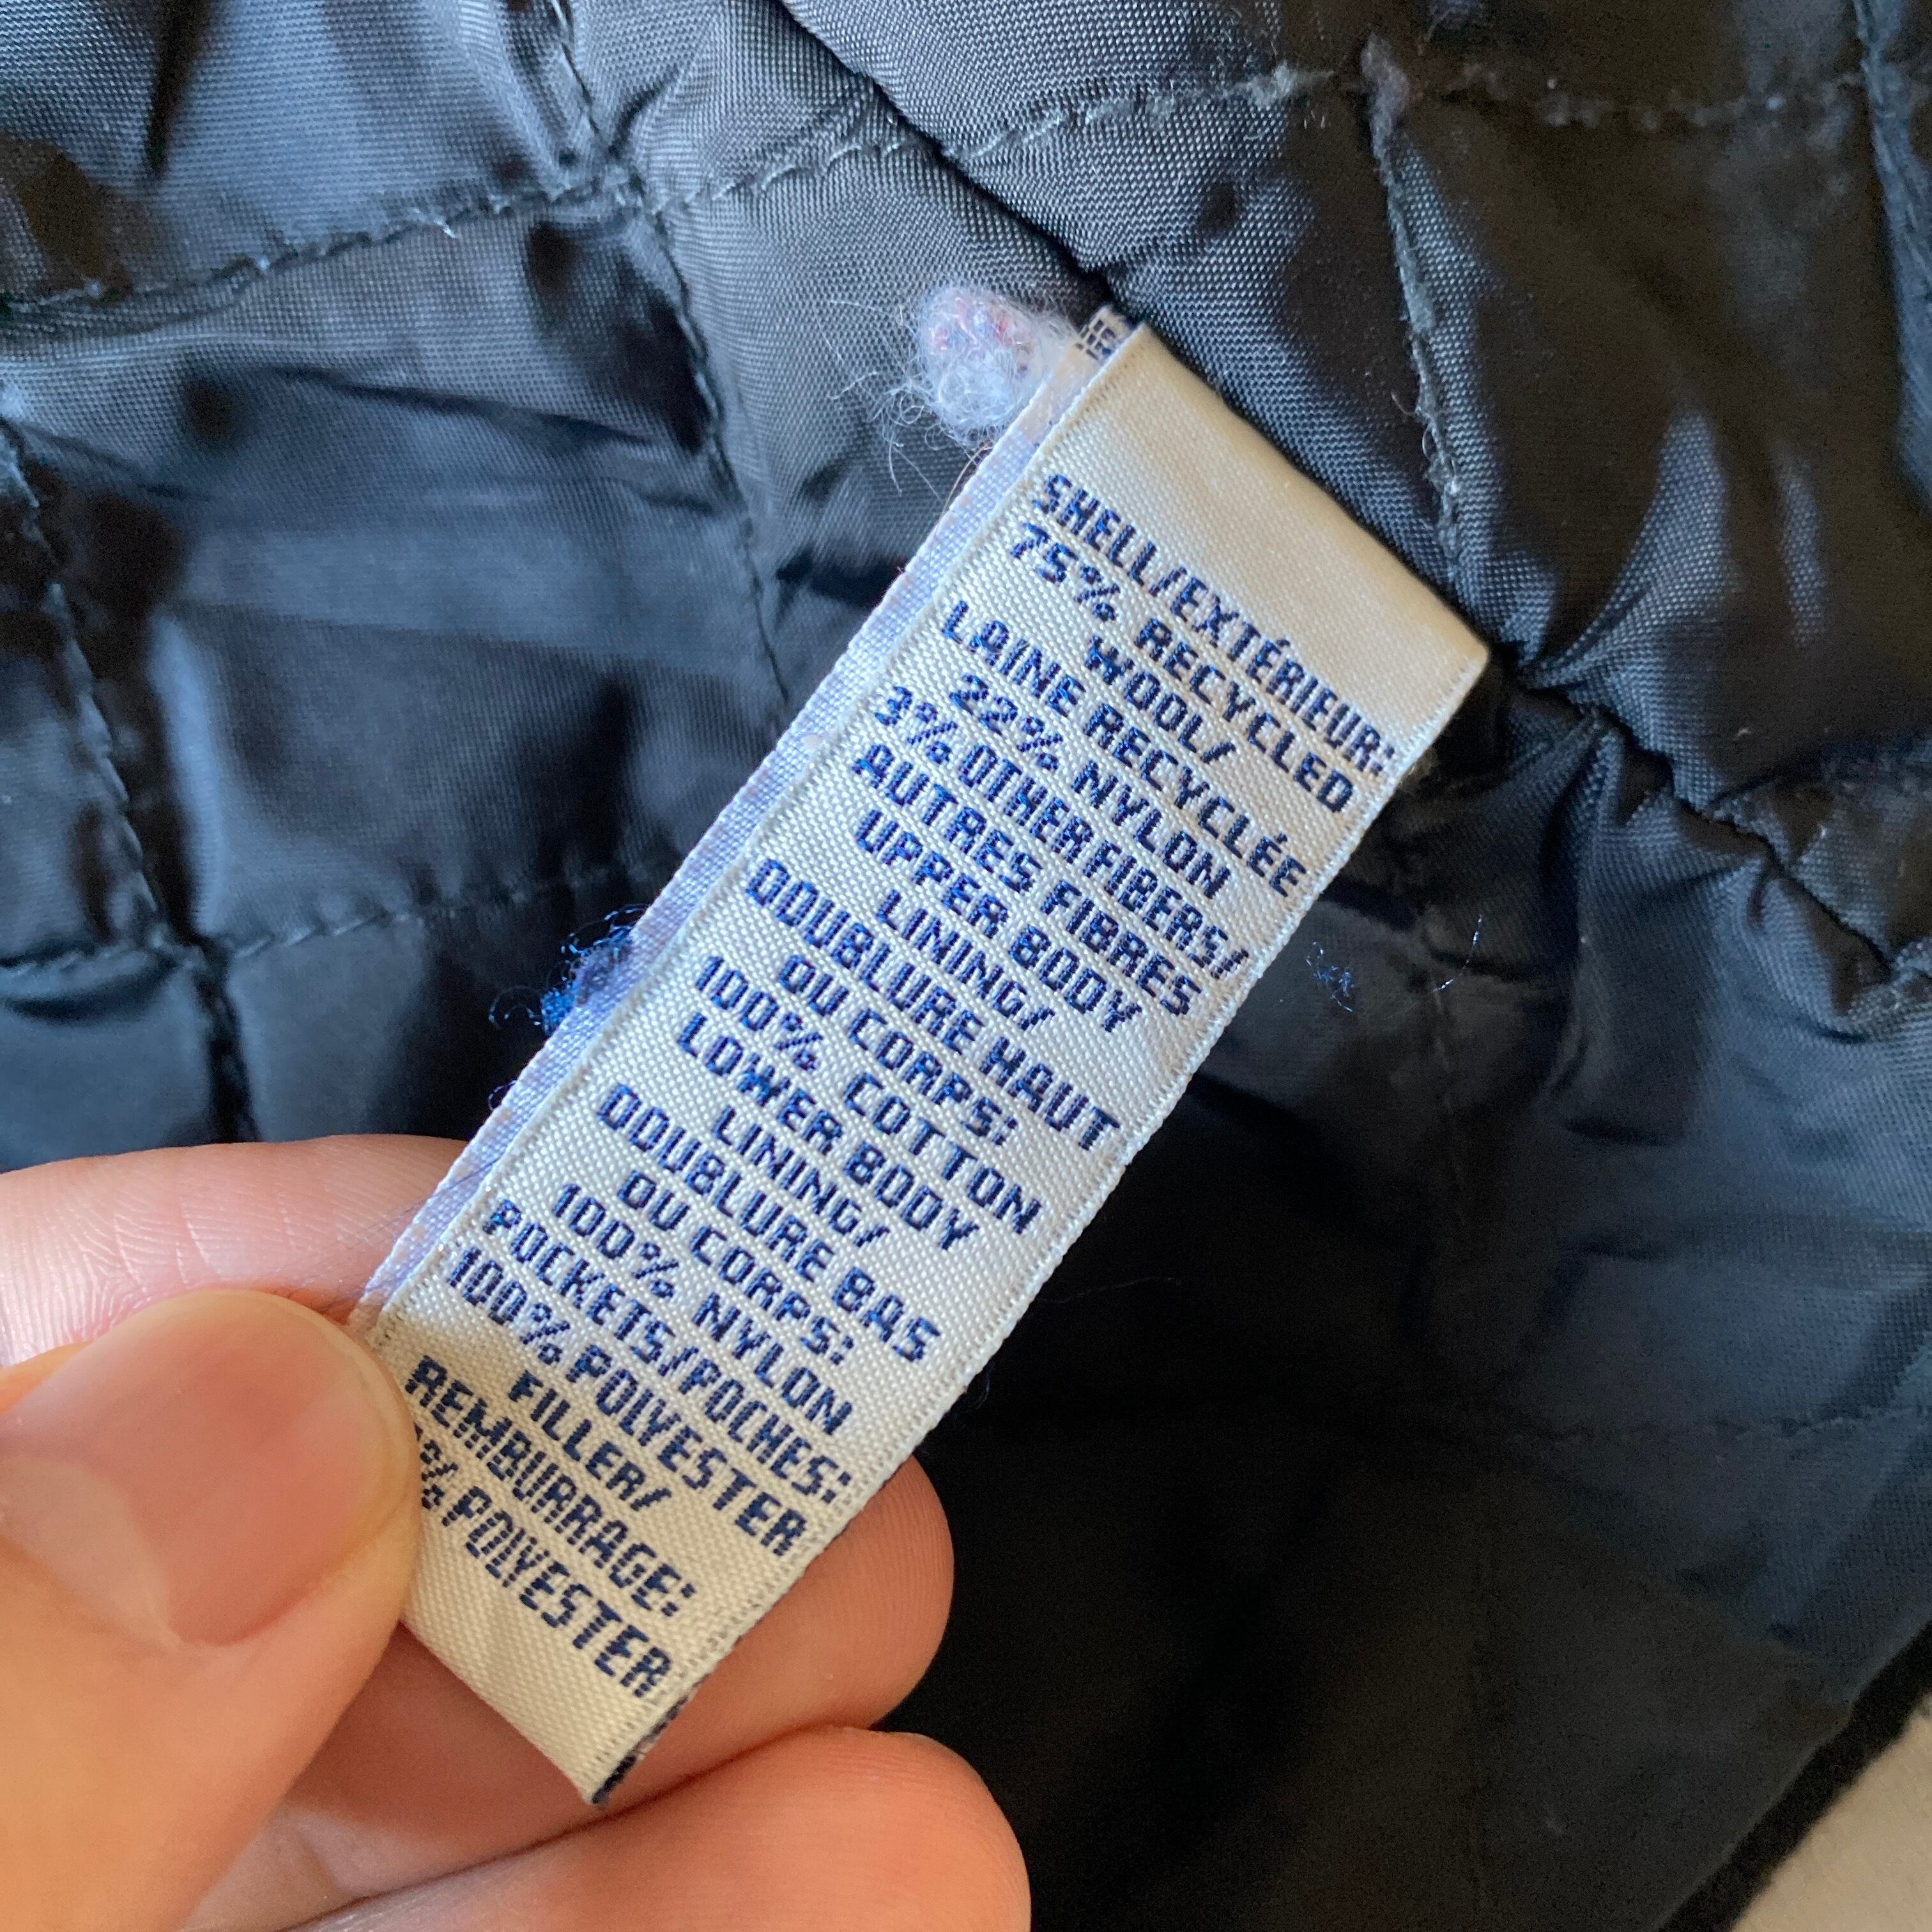 SHELL/EXTÉRIEUR:
75% RECYCLED
WOOL/
LAINE RECYCLÉE
22% NYLON
3% OTHER FIBERS/
AUTRES FIBRES
UPPER BODY
LINING/
DOUBLURE HAUT
DU CORPS:
100% COTTON
LOWER BODY
LINING/
DOUBLURE BAS
DU CORPS:
100% NYLON
POCKETS/POCHES:
100% POLYESTER
FILLER/
REMBURRAGE:
% POLYESTER